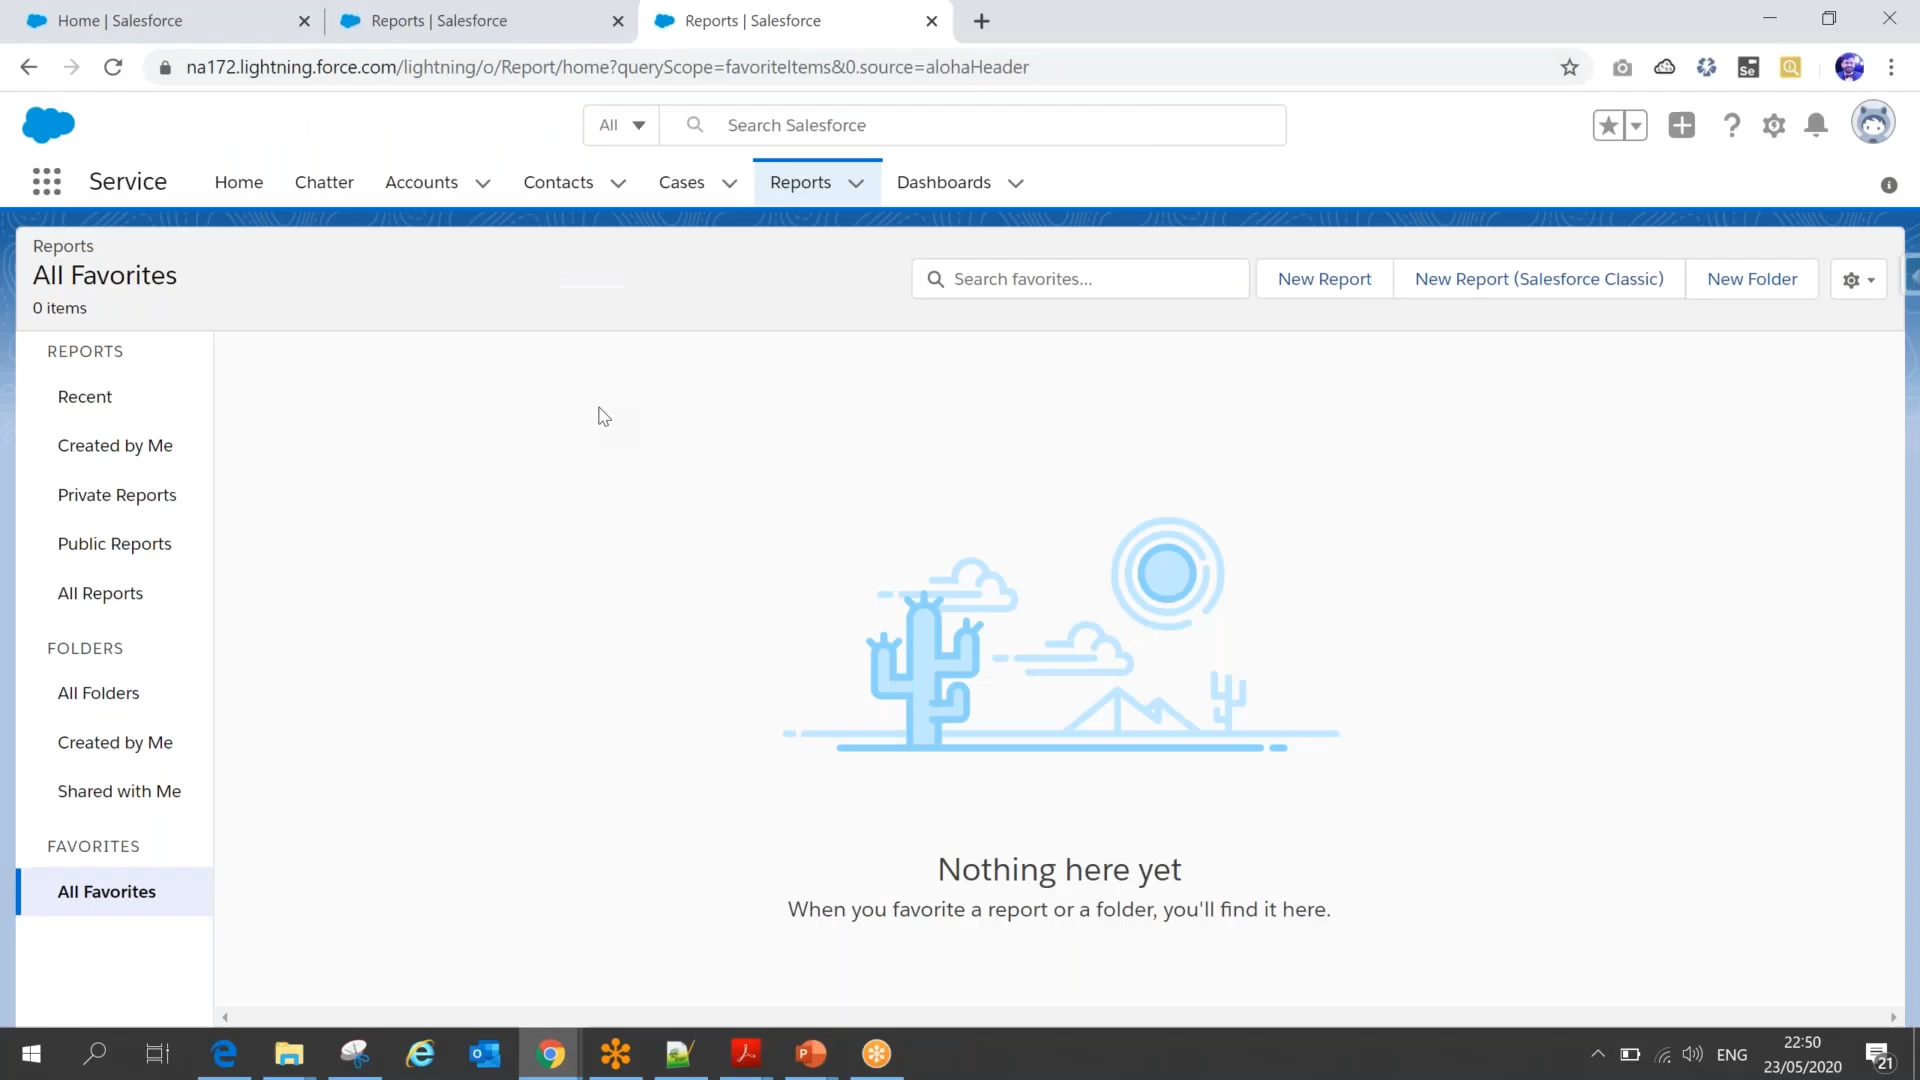 Home | Salesforce
Reports | Salesforce
Reports | Salesforce
na172.lightning.force.com/lightning/o/Report/home?queryScope=favoriteItems&0.source=alohaHeader
Se
All
Search Salesforce
Service
Home
Chatter
Accounts
Contacts
Cases
Reports
Dashboards
Reports
All Favorites
0 items
Search favorites...
New Report
New Report (Salesforce Classic)
New Folder
REPORTS
Recent
Created by Me
Private Reports
Public Reports
All Reports
FOLDERS
All Folders
Created by Me
Shared with Me
FAVORITES
All Favorites
Nothing here yet
When you favorite a report or a folder, you'll find it here.
ENG
22:50
23/05/2020
21